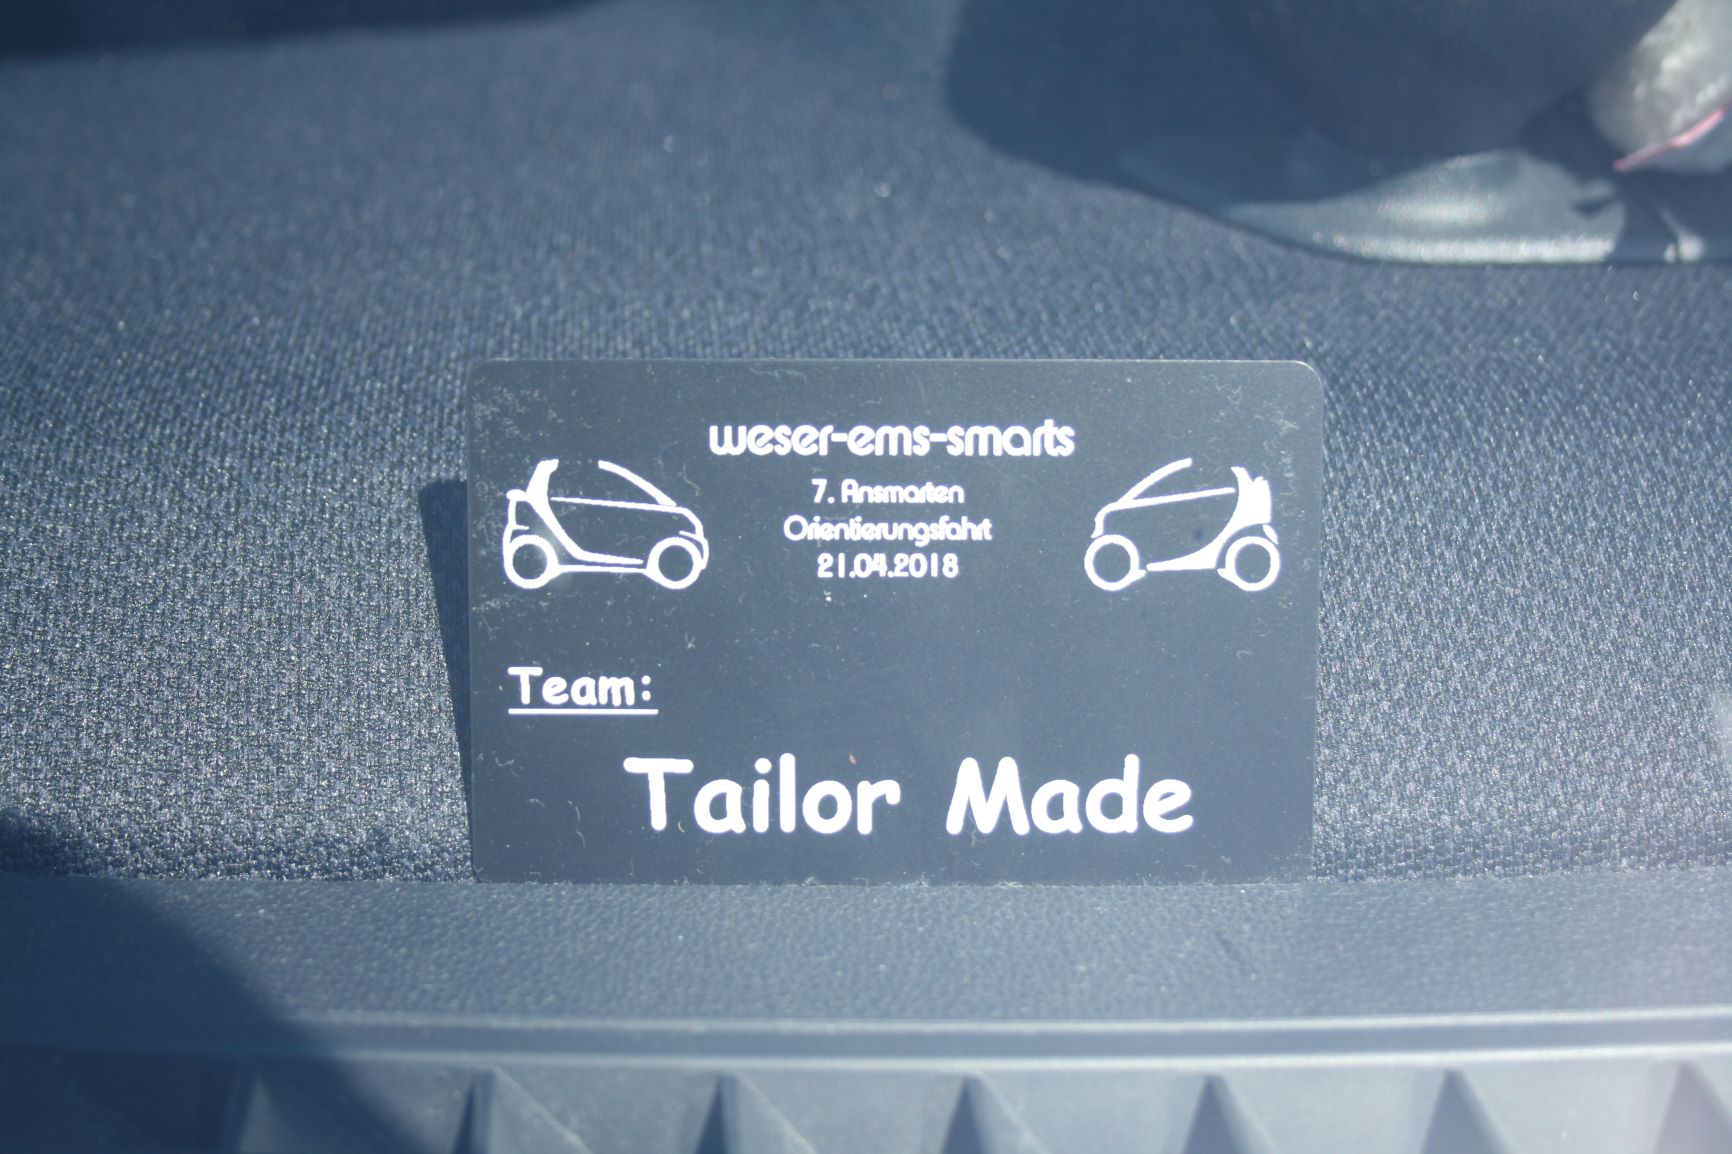 weser-ems-smarts
7. Ansmarten
Orientierungsfahrt
21.04.2018
Team:
Tailor Made